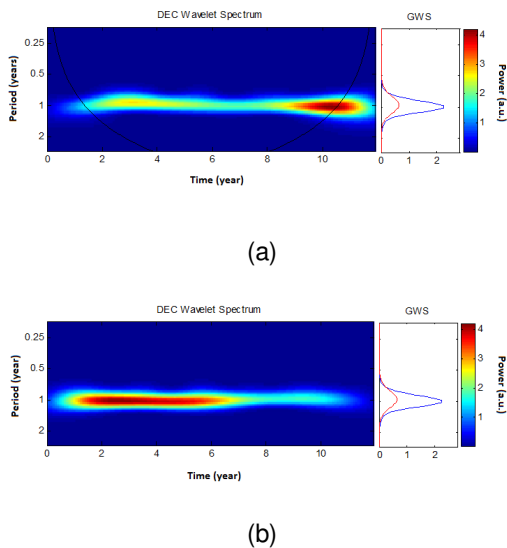 DEC Wavelet Spectrum
GWS
Period (years)
0.25
0.5
1
2
0
2
4
6
8
10
Time (year)
0
1
2
4
3
2
1
Power (a.u.)
(a)
DEC Wavelet Spectrum
GWS
Period (year)
0.25
0.5
1
2
0
2
4
6
8
10
Time (year)
0
1
2
4
3
2
1
Power (a.u.)
(b)